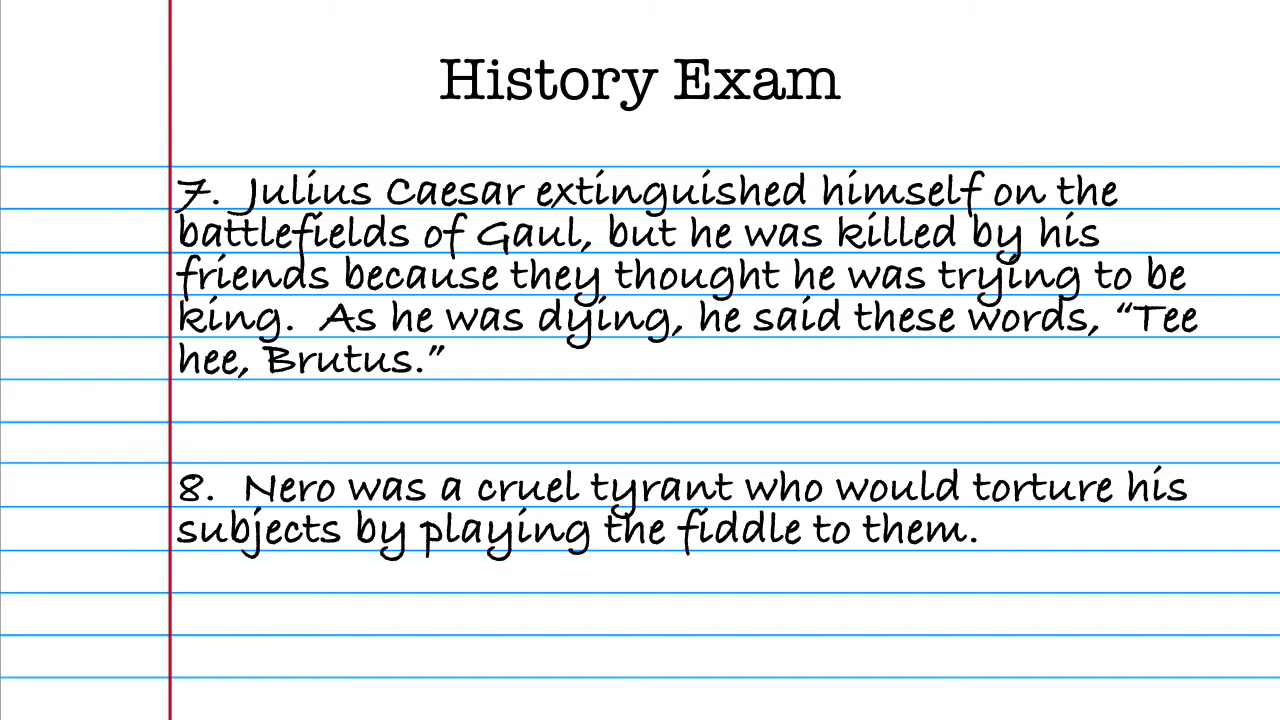 History Exam
7. Julius Caesar extinguished himself on the
battlefields of Gaul, but he was killed by his
friends because they thought he was trying to be
king. As he was dying, he said these words, “Tee
hee, Brutus.”
8. Nero was a cruel tyrant who would torture his
subjects by playing the fiddle to them.